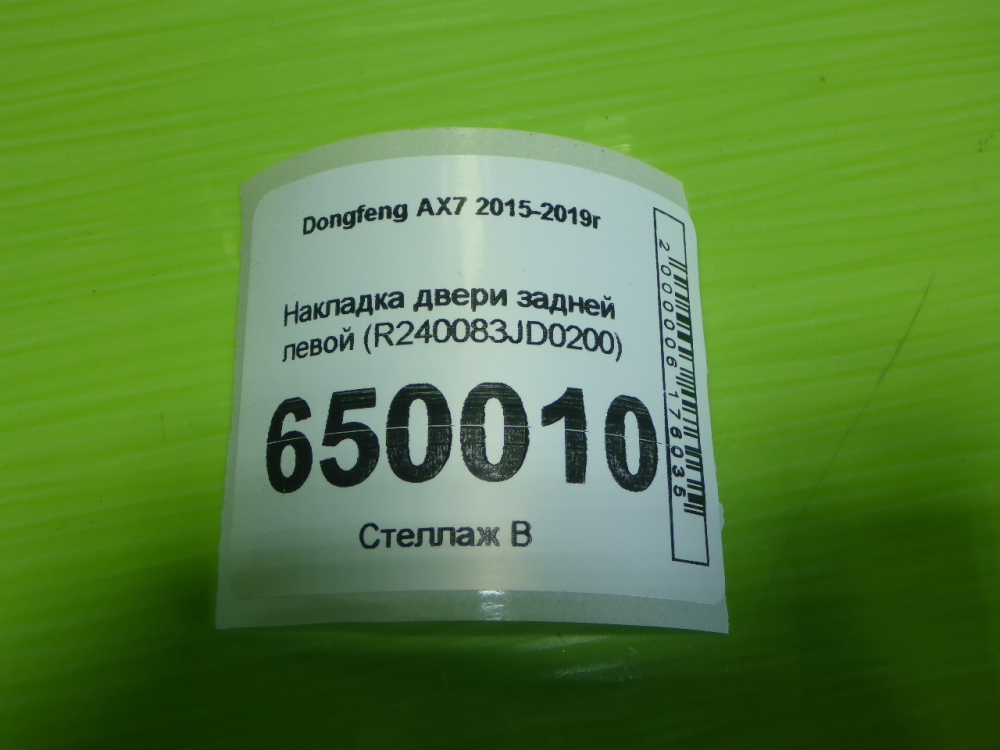 Dongfeng AX7 2015-2019г
Накладка двери задней
левой (R240083JD0200)
650010
Стеллаж В
2000006176035